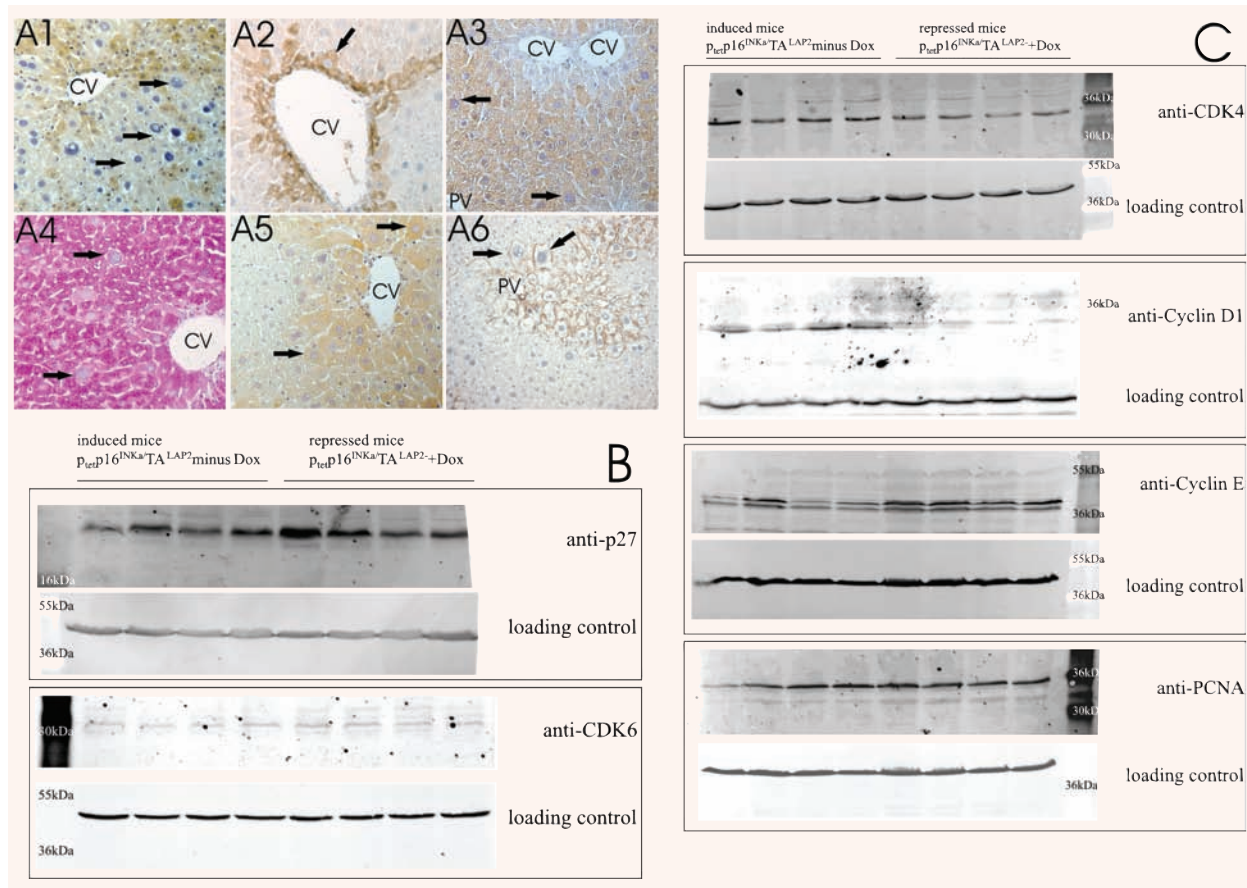 A1
CV
A2
CV
A3
CV CV
PV
A4
CV
A5
CV
A6
PV
B
induced mice
ptetp16INKa/TALAP2minus Dox
repressed mice
ptetp16INKa/TALAP2-+Dox
anti-p27
16kDa
55kDa
loading control
36kDa
anti-CDK6
30kDa
55kDa
loading control
36kDa
C
induced mice
ptetp16INKa/TALAP2minus Dox
repressed mice
ptetp16INKa/TALAP2-+Dox
36kDa
anti-CDK4
30kDa
55kDa
36kDa
loading control
36kDa
anti-Cyclin D1
loading control
55kDa
anti-Cyclin E
36kDa
55kDa
loading control
36kDa
36kDa
anti-PCNA
30kDa
loading control
36kDa